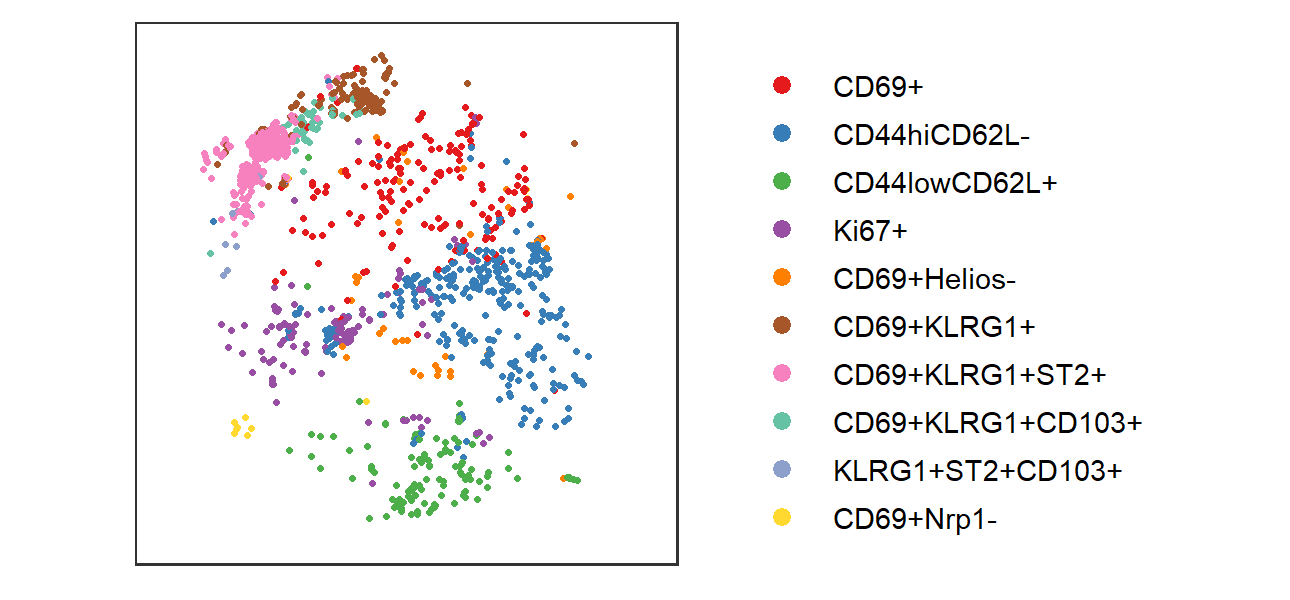 CD69+
CD44hiCD62L-
CD44lowCD62L+
Ki67+
CD69+Helios-
CD69+KLRG1+
CD69+KLRG1+ST2+
CD69+KLRG1+CD103+
KLRG1+ST2+CD103+
CD69+Nrp1-